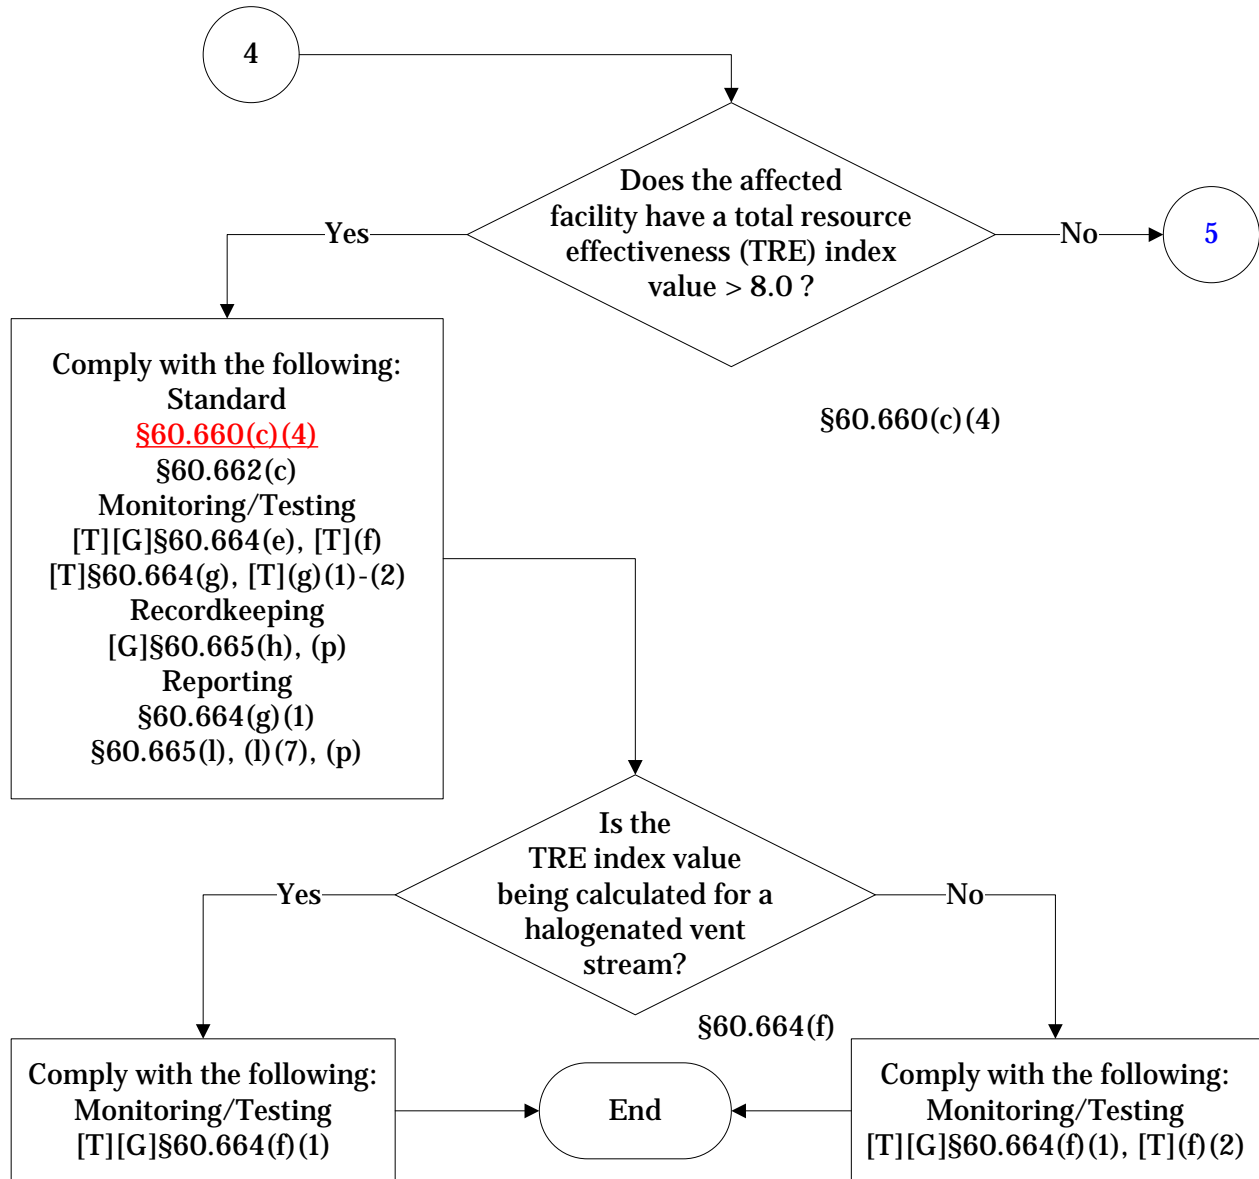 4
Does the affected
facility have a total resource
effectiveness (TRE) index
value > 8.0 ?
Yes
No
5
§60.660(c)(4)
Comply with the following:
Standard
§60.660(c)(4)
§60.662(c)
Monitoring/Testing
[T][G]§60.664(e), [T](f)
[T]§60.664(g), [T](g)(1)-(2)
Recordkeeping
[G]§60.665(h), (p)
Reporting
§60.664(g)(1)
§60.665(l), (l)(7), (p)
Is the
TRE index value
being calculated for a
halogenated vent
stream?
Yes
No
§60.664(f)
Comply with the following:
Monitoring/Testing
[T][G]§60.664(f)(1)
End
Comply with the following:
Monitoring/Testing
[T][G]§60.664(f)(1), [T](f)(2)